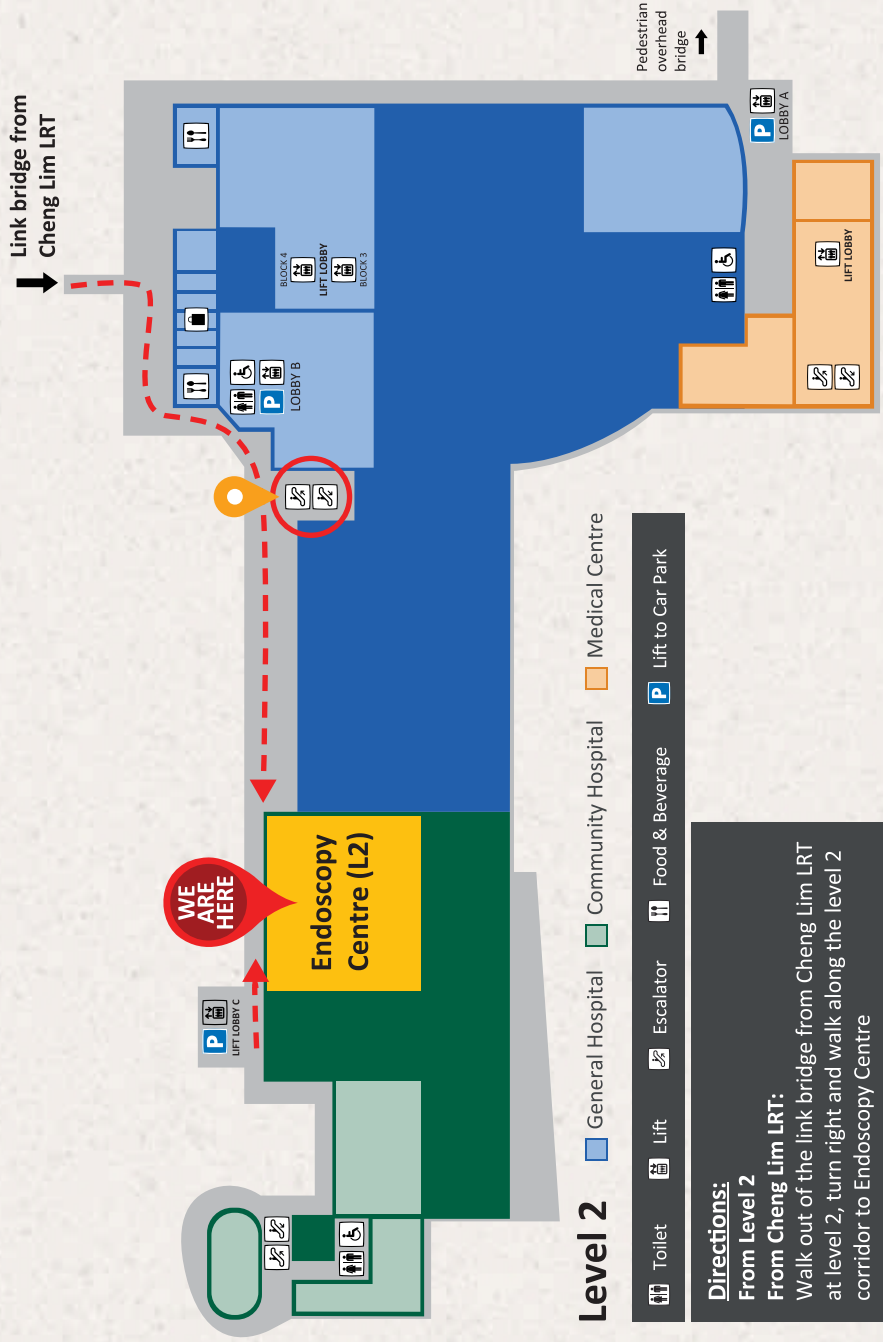 Link bridge from
Cheng Lim LRT
Pedestrian
overhead
bridge
WE
ARE
HERE
P
LIFT LOBBY C
Endoscopy
Centre (L2)
P
LOBBY B
BLOCK 4
LIFT LOBBY
BLOCK 3
P
LOBBY A
LIFT LOBBY
Level 2
General Hospital
Community Hospital
Medical Centre
Toilet
Lift
Escalator
Food & Beverage
P Lift to Car Park
Directions:
From Level 2
From Cheng Lim LRT:
Walk out of the link bridge from Cheng Lim LRT
at level 2, turn right and walk along the level 2
corridor to Endoscopy Centre